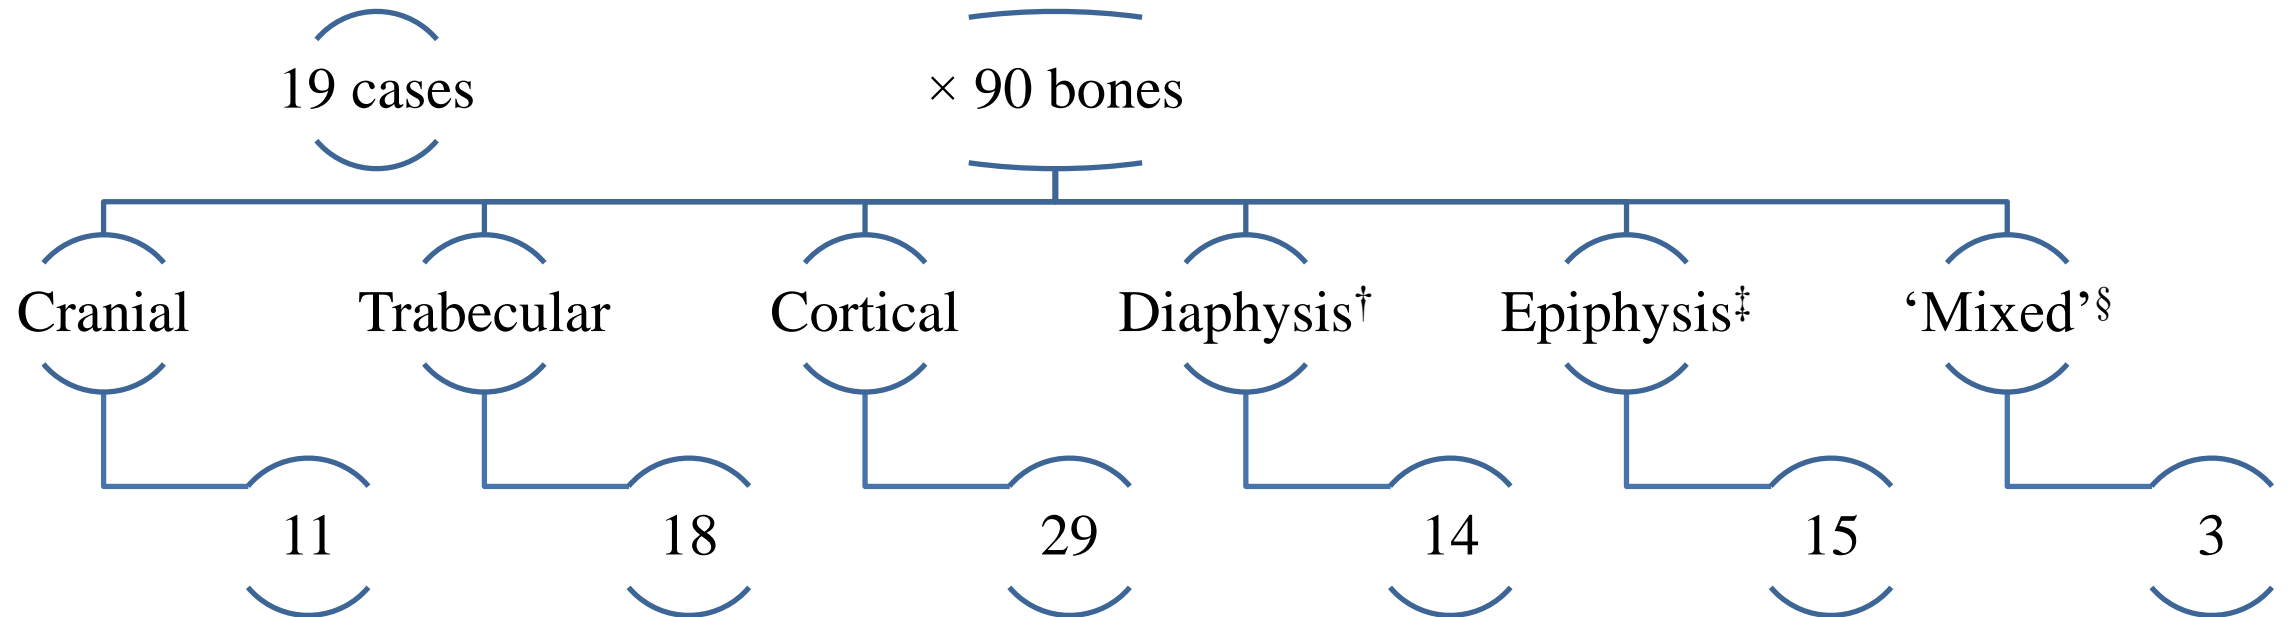 19 cases
× 90 bones
Cranial
Trabecular
Cortical
Diaphysis†
Epiphysis‡
‘Mixed’§
11
18
29
14
15
3